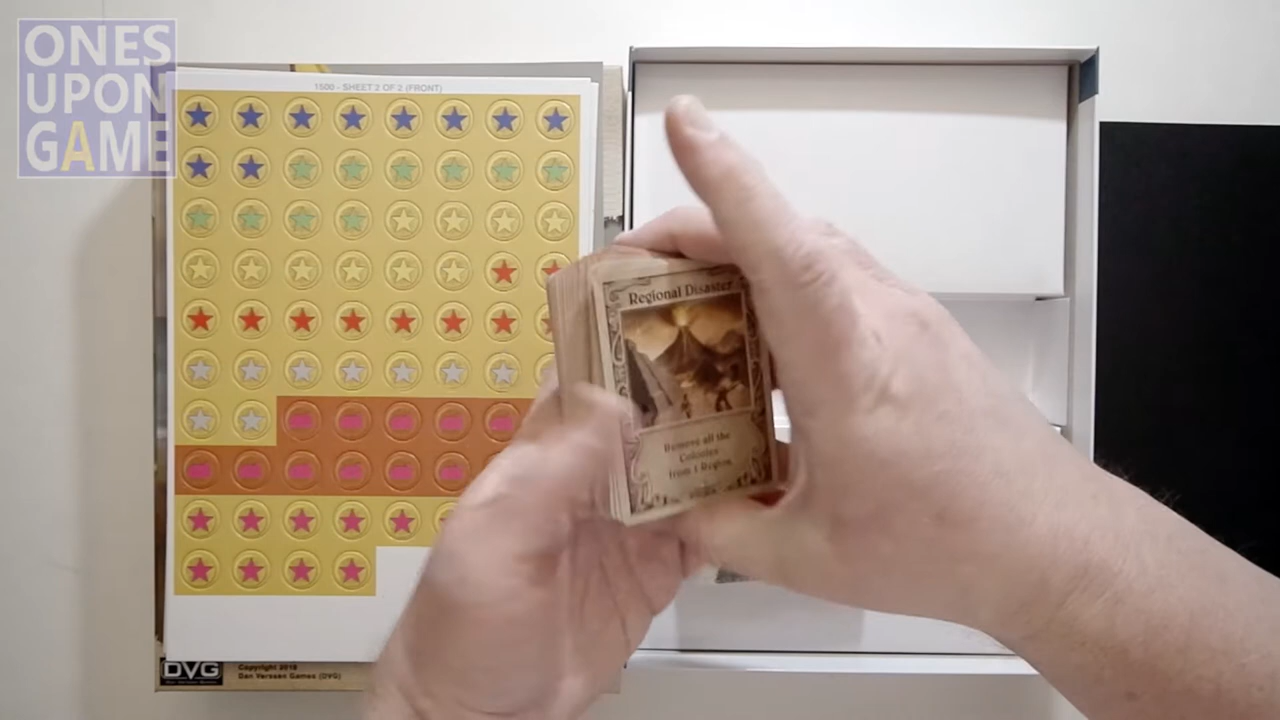 ONES
UPON
GAME
1500 - SHEET 2 OF 2 (FRONT)
Regional Disaster
Remove all the
Colonies
from 1 Region.
DVG
Copyright 2018
Dan Verssen Games (DVG)